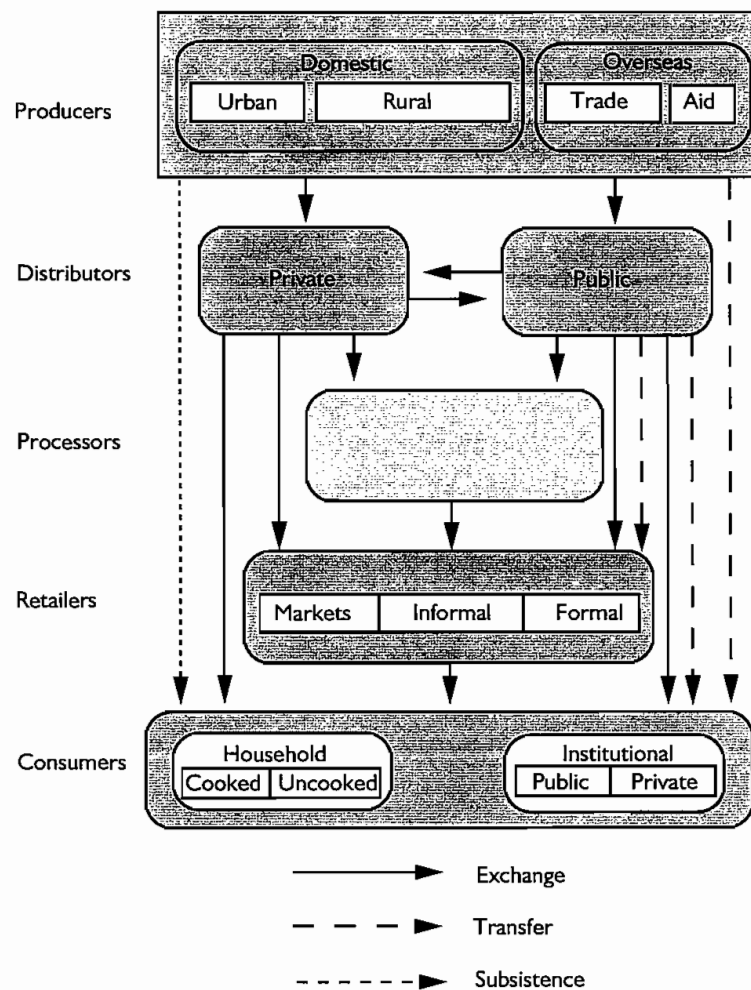 Domestic
Overseas
Urban
Rural
Trade
Aid
Producers
Distributors
Private
Public
Processors
Retailers
Markets
Informal
Formal
Consumers
Household
Cooked
Uncooked
Institutional
Public
Private
Exchange
Transfer
Subsistence